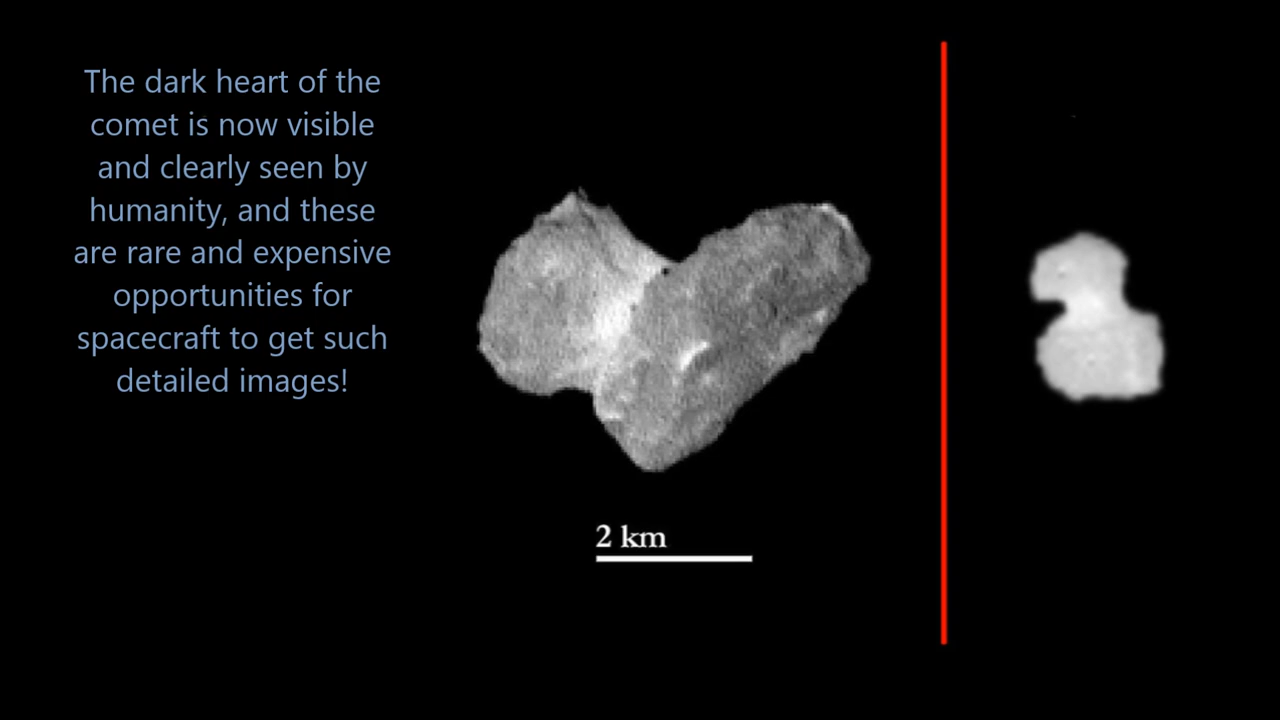 The dark heart of the
comet is now visible
and clearly seen by
humanity, and these
are rare and expensive
opportunities for
spacecraft to get such
detailed images!
2 km